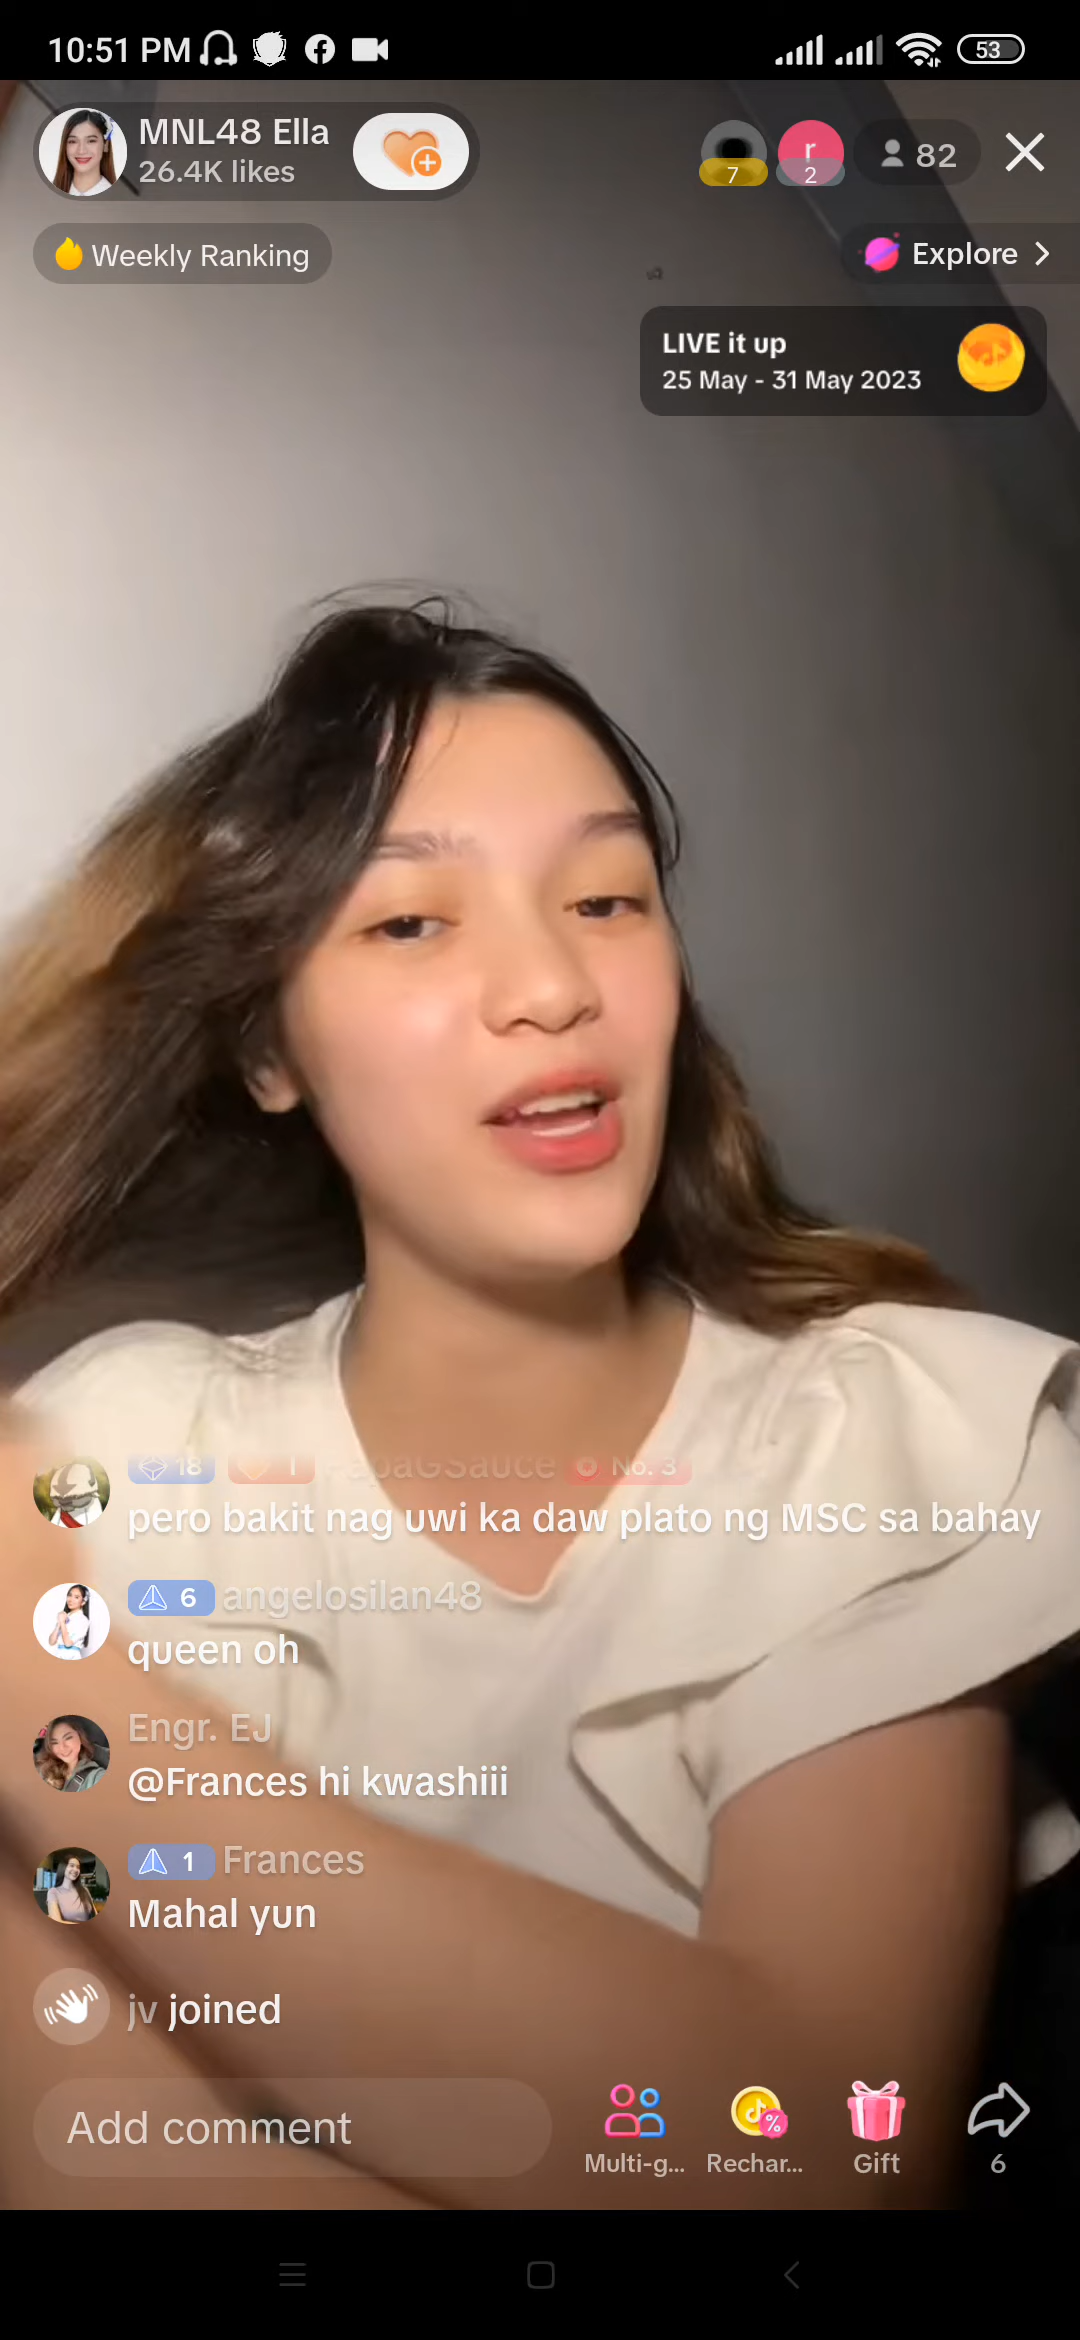 10:51 PM
53
MNL48 Ella
26.4K likes
7
r
2
82
Weekly Ranking
Explore
LIVE it up
25 May - 31 May 2023
18 1 PapaGSauce No. 3
pero bakit nag uwi ka daw plato ng MSC sa bahay
6 angelosilan48
queen oh
Engr. EJ
@Frances hi kwashiii
1 Frances
Mahal yun
jv joined
Add comment
Multi-g...
Rechar...
Gift
6